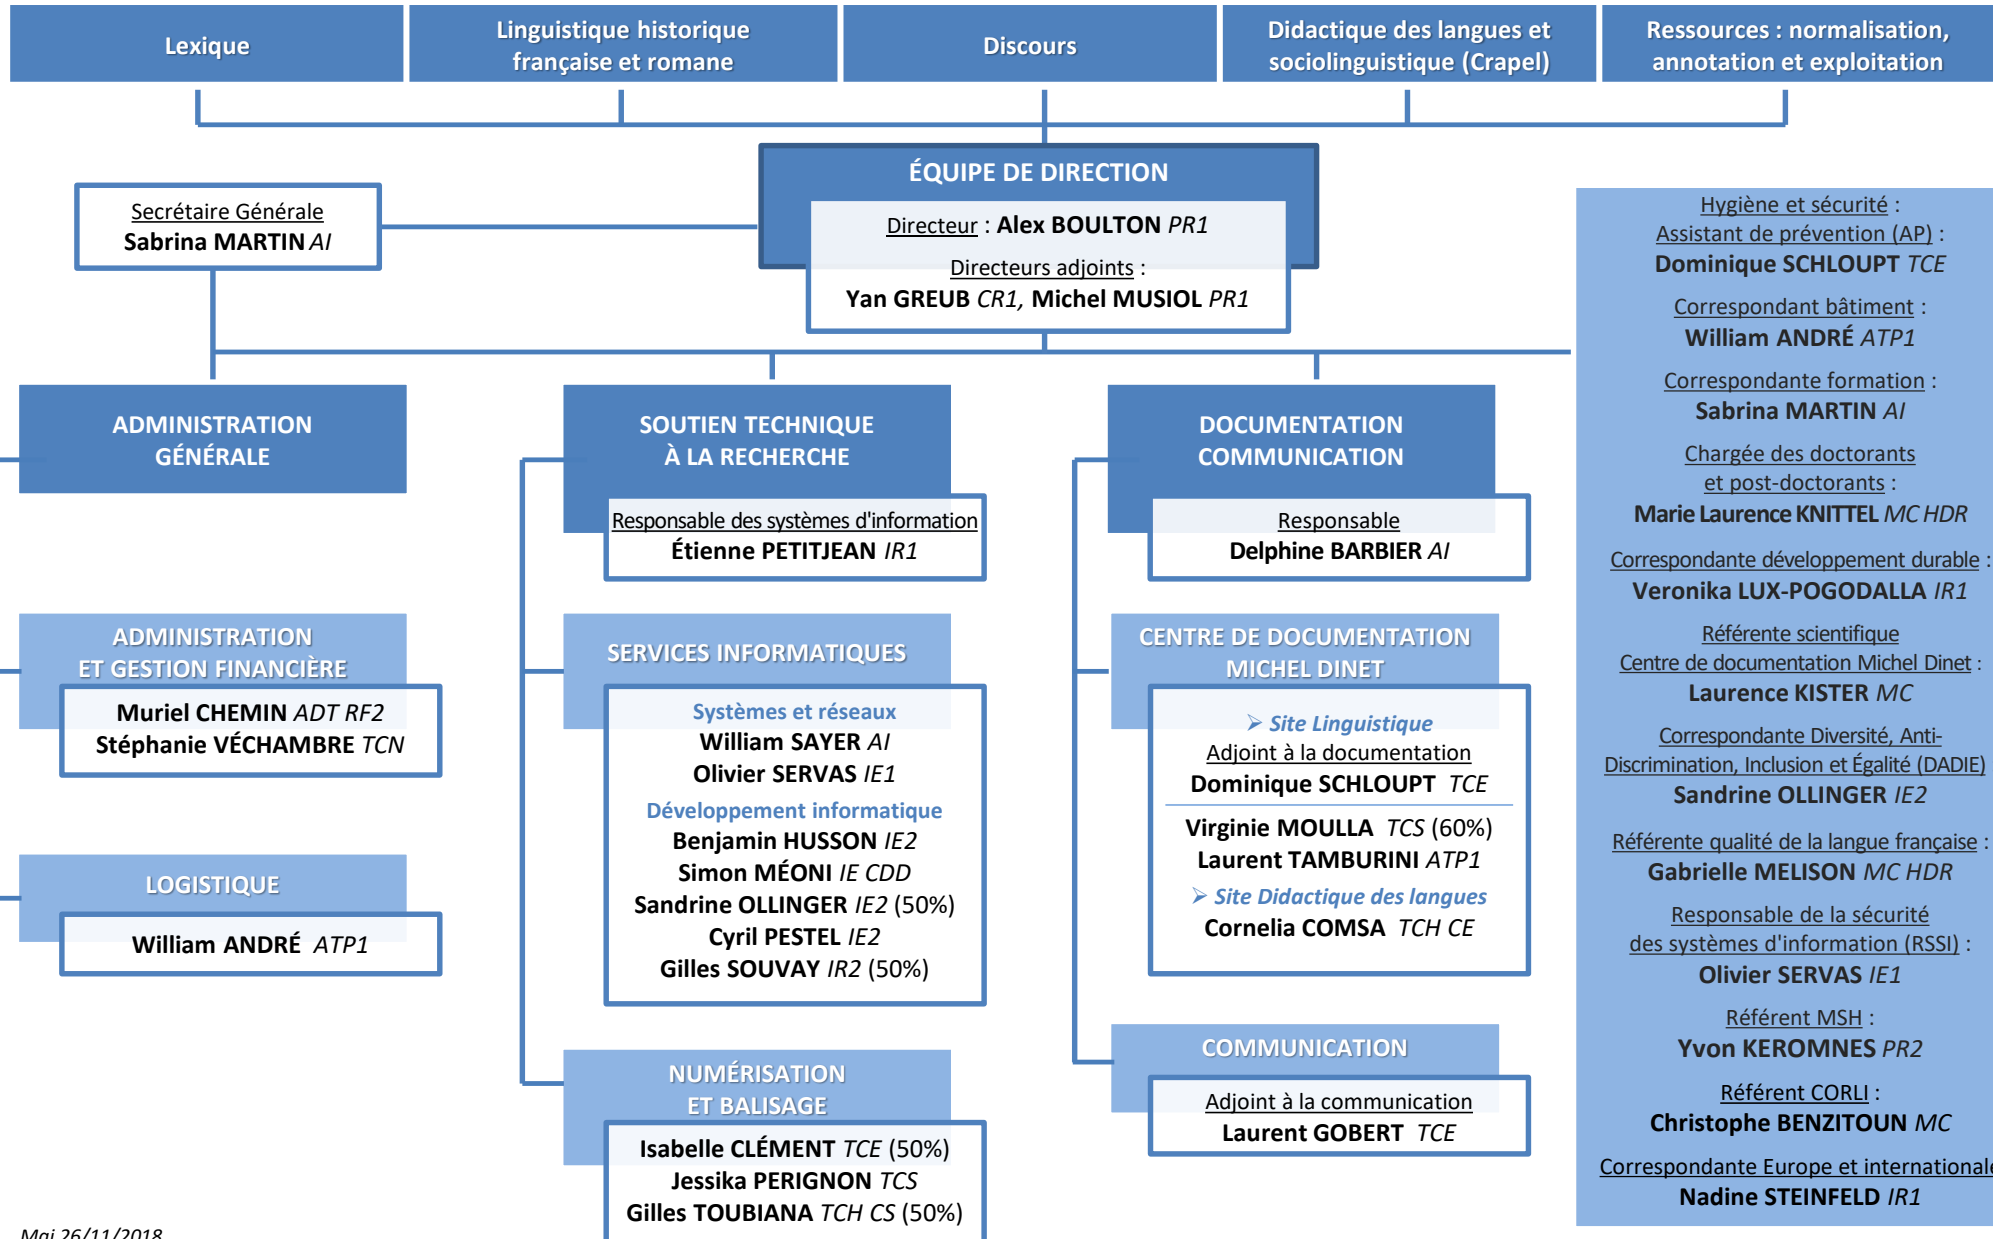 Lexique
Linguistique historique
française et romane
Discours
Didactique des langues et
sociolinguistique (Crapel)
Ressources : normalisation,
annotation et exploitation
ÉQUIPE DE DIRECTION
Directeur : Alex BOULTON PR1
Directeurs adjoints :
Yan GREUB CR1, Michel MUSIOL PR1
Secrétaire Générale
Sabrina MARTIN AI
ADMINISTRATION
GÉNÉRALE
ADMINISTRATION
ET GESTION FINANCIÈRE
Muriel CHEMIN ADT RF2
Stéphanie VÉCHAMBRE TCN
LOGISTIQUE
William ANDRÉ ATP1
SOUTIEN TECHNIQUE
À LA RECHERCHE
Responsable des systèmes d'information
Étienne PETITJEAN IR1
SERVICES INFORMATIQUES
Systèmes et réseaux
William SAYER AI
Olivier SERVAS IE1
Développement informatique
Benjamin HUSSON IE2
Simon MÉONI IE CDD
Sandrine OLLINGER IE2 (50%)
Cyril PESTEL IE2
Gilles SOUVAY IR2 (50%)
NUMÉRISATION
ET BALISAGE
Isabelle CLÉMENT TCE (50%)
Jessika PERIGNON TCS
Gilles TOUBIANA TCH CS (50%)
DOCUMENTATION
COMMUNICATION
Responsable
Delphine BARBIER AI
CENTRE DE DOCUMENTATION
MICHEL DINET
➢ Site Linguistique
Adjoint à la documentation
Dominique SCHLOUPT TCE
Virginie MOULLA TCS (60%)
Laurent TAMBURINI ATP1
➢ Site Didactique des langues
Cornelia COMSA TCH CE
COMMUNICATION
Adjoint à la communication
Laurent GOBERT TCE
Hygiène et sécurité :
Assistant de prévention (AP) :
Dominique SCHLOUPT TCE
Correspondant bâtiment :
William ANDRÉ ATP1
Correspondante formation :
Sabrina MARTIN AI
Chargée des doctorants
et post-doctorants :
Marie Laurence KNITTEL MC HDR
Correspondante développement durable :
Veronika LUX-POGODALLA IR1
Référente scientifique
Centre de documentation Michel Dinet :
Laurence KISTER MC
Correspondante Diversité, Anti-
Discrimination, Inclusion et Égalité (DADIE)
Sandrine OLLINGER IE2
Référente qualité de la langue française :
Gabrielle MELISON MC HDR
Responsable de la sécurité
des systèmes d'information (RSSI) :
Olivier SERVAS IE1
Référent MSH :
Yvon KEROMNES PR2
Référent CORLI :
Christophe BENZITOUN MC
Correspondante Europe et internationale
Nadine STEINFELD IR1
Maj 26/11/2018